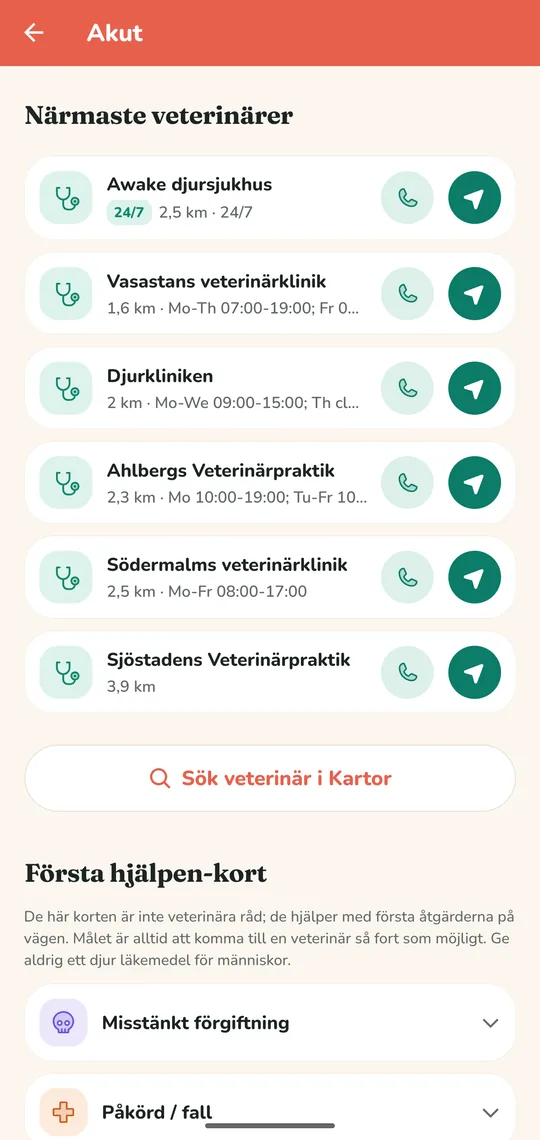 Akut
Närmaste veterinärer
Awake djursjukhus
24/7 2,5 km · 24/7
Vasastans veterinärklinik
1,6 km · Mo-Th 07:00-19:00; Fr 0...
Djurkliniken
2 km · Mo-We 09:00-15:00; Th cl...
Ahlbergs Veterinärpraktik
2,3 km · Mo 10:00-19:00; Tu-Fr 10...
Södermalms veterinärklinik
2,5 km · Mo-Fr 08:00-17:00
Sjöstadens Veterinärpraktik
3,9 km
Sök veterinär i Kartor
Första hjälpen-kort
De här korten är inte veterinära råd; de hjälper med första åtgärderna på
vägen. Målet är alltid att komma till en veterinär så fort som möjligt. Ge
aldrig ett djur läkemedel för människor.
Misstänkt förgiftning
Påkörd / fall